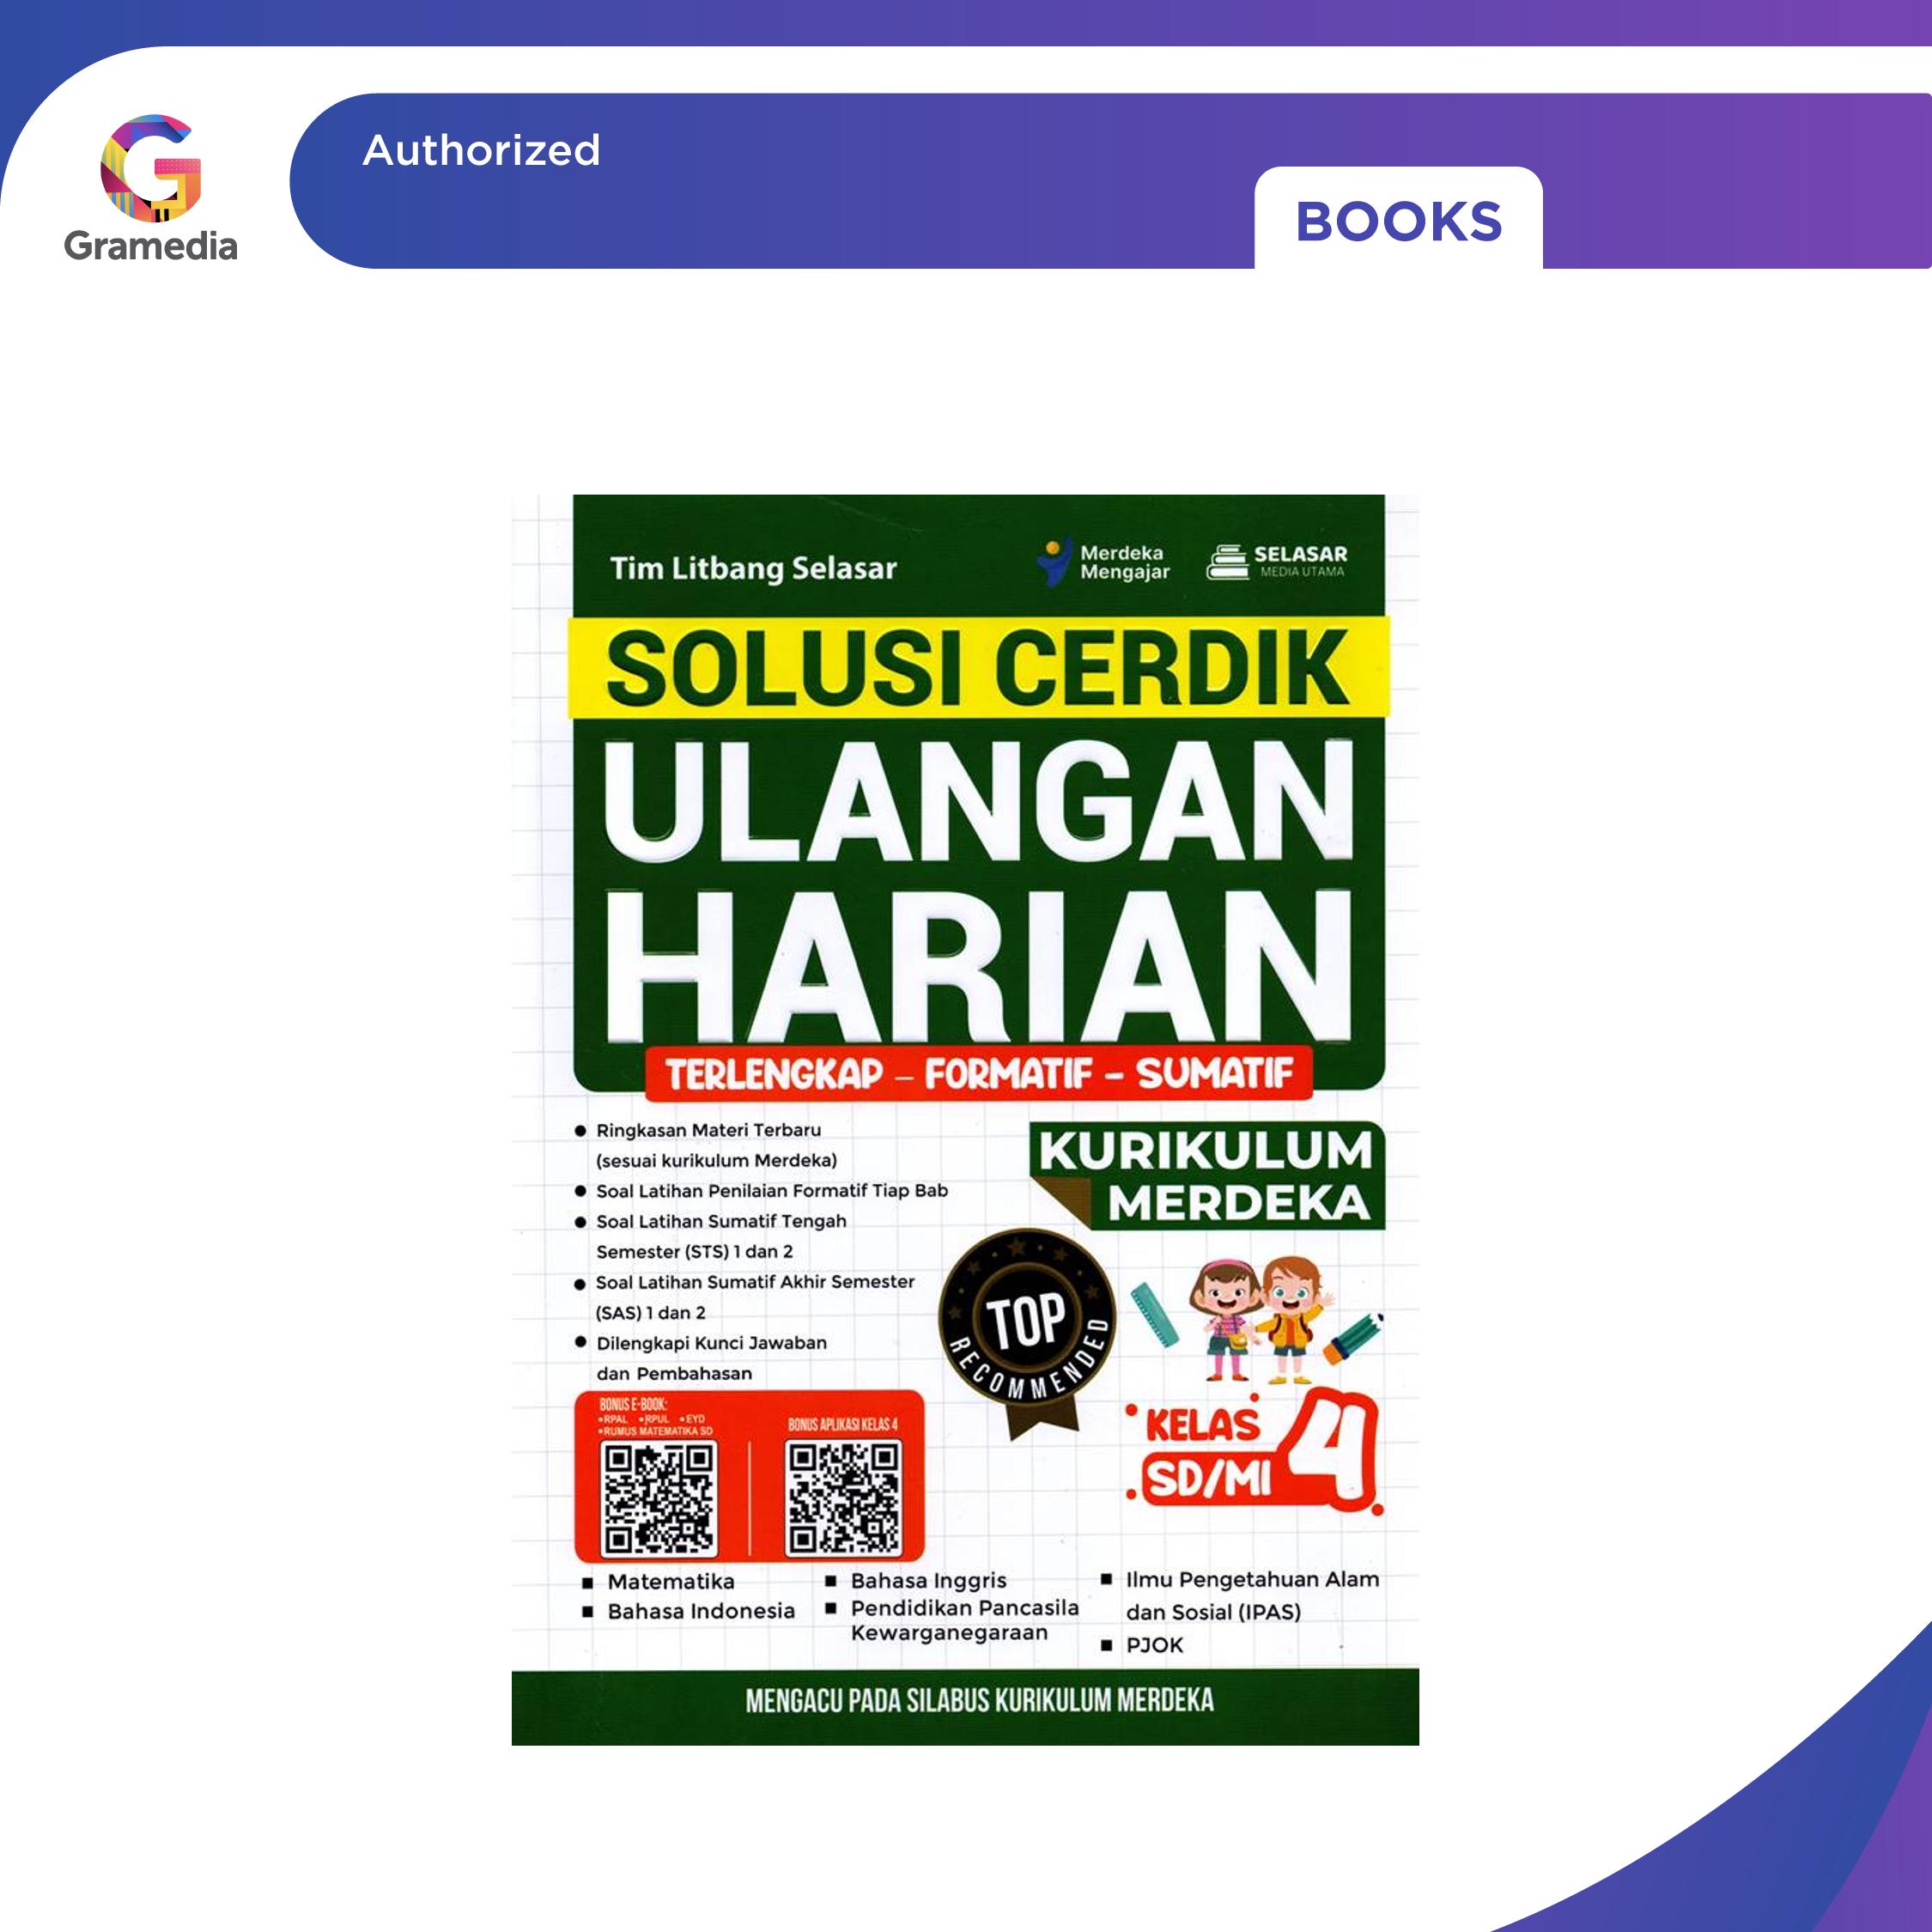 Gramedia
Authorized
BOOKS
Tim Litbang Selasar
Merdeka
Mengajar
SELASAR
MEDIA UTAMA
SOLUSI CERDIK
ULANGAN
HARIAN
TERLENGKAP – FORMATIF – SUMATIF
• Ringkasan Materi Terbaru
(sesuai kurikulum Merdeka)
• Soal Latihan Penilaian Formatif Tiap Bab
• Soal Latihan Sumatif Tengah
Semester (STS) 1 dan 2
• Soal Latihan Sumatif Akhir Semester
(SAS) 1 dan 2
• Dilengkapi Kunci Jawaban
dan Pembahasan
KURIKULUM
MERDEKA
TOP
RECOMMENDED
KELAS 4
SD/MI
BONUS E-BOOK:
• RPAL • RPUL • EYD
• RUMUS MATEMATIKA SD
BONUS APLIKASI KELAS 4
■ Matematika
■ Bahasa Indonesia
■ Bahasa Inggris
■ Pendidikan Pancasila
Kewarganegaraan
■ Ilmu Pengetahuan Alam
dan Sosial (IPAS)
■ PJOK
MENGACU PADA SILABUS KURIKULUM MERDEKA